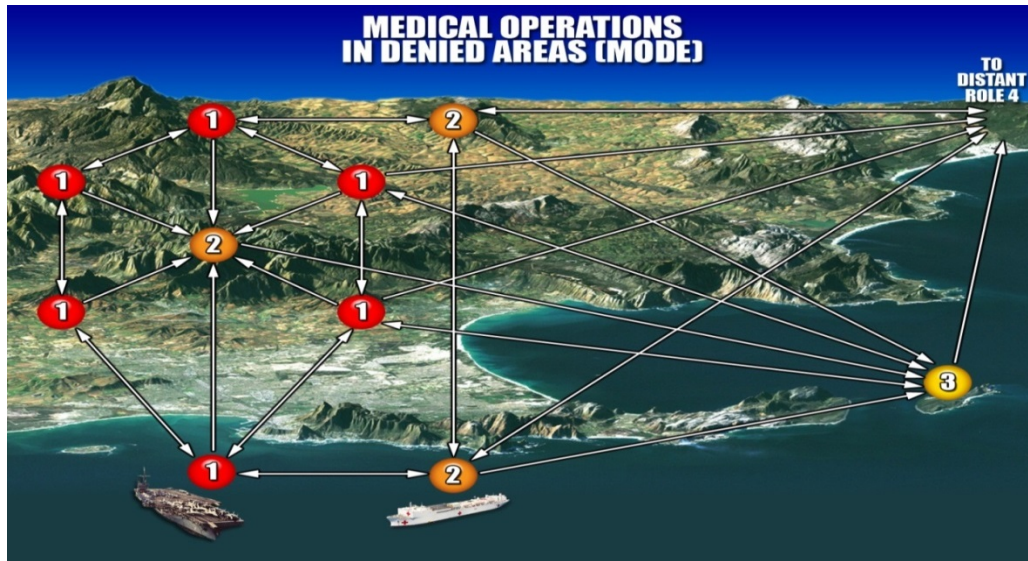 MEDICAL OPERATIONS
IN DENIED AREAS (MODE)
TO
DISTANT
ROLE 4
1
2
1
1
2
1
1
3
1
2